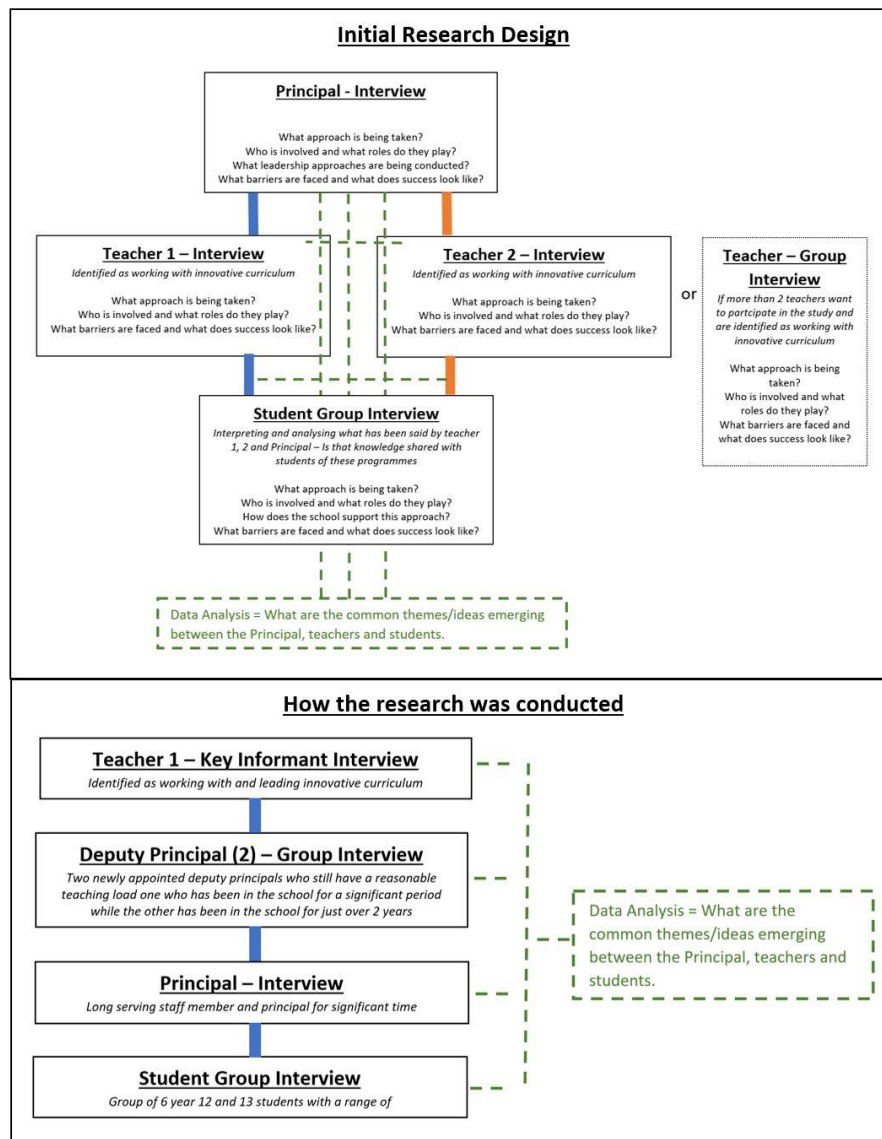 Initial Research Design
Principal - Interview
What approach is being taken?
Who is involved and what roles do they play?
What leadership approaches are being conducted?
What barriers are faced and what does success look like?
Teacher 1 – Interview
Identified as working with innovative curriculum
What approach is being taken?
Who is involved and what roles do they play?
What barriers are faced and what does success look like?
Teacher 2 – Interview
Identified as working with innovative curriculum
What approach is being taken?
Who is involved and what roles do they play?
What barriers are faced and what does success look like?
or
Teacher – Group
Interview
If more than 2 teachers want
to partcipate in the study and
are identified as working with
innovative curriculum
What approach is being
taken?
Who is involved and what
roles do they play?
What barriers are faced and
what does success look like?
Student Group Interview
Interpreting and analysing what has been said by teacher
1, 2 and Principal – Is that knowledge shared with
students of these programmes
What approach is being taken?
Who is involved and what roles do they play?
How does the school support this approach?
What barriers are faced and what does success look like?
Data Analysis = What are the common themes/ideas emerging
between the Principal, teachers and students.
How the research was conducted
Teacher 1 – Key Informant Interview
Identified as working with and leading innovative curriculum
Deputy Principal (2) – Group Interview
Two newly appointed deputy principals who still have a reasonable
teaching load one who has been in the school for a significant period
while the other has been in the school for just over 2 years
Principal – Interview
Long serving staff member and principal for significant time
Student Group Interview
Group of 6 year 12 and 13 students with a range of
Data Analysis = What are the
common themes/ideas emerging
between the Principal, teachers and
students.